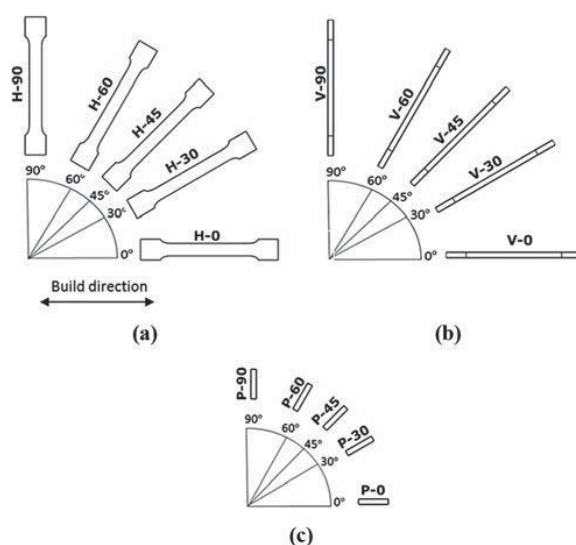 H-90
H-60
H-45
H-30
H-0
90°
60°
45°
30°
0°
Build direction
(a)
V-90
V-60
V-45
V-30
V-0
90°
60°
45°
30°
0°
(b)
P-90
P-60
P-45
P-30
P-0
90°
60°
45°
30°
0°
(c)